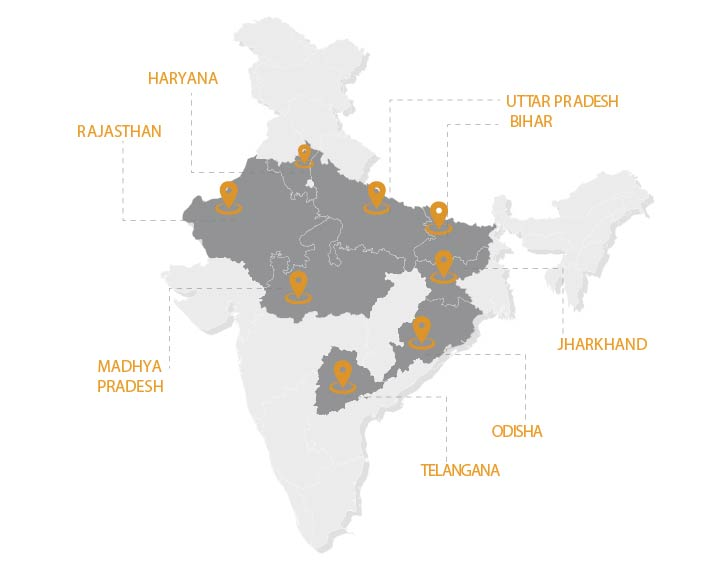 HARYANA
RAJASTHAN
UTTAR PRADESH
BIHAR
MADHYA
PRADESH
JHARKHAND
ODISHA
TELANGANA